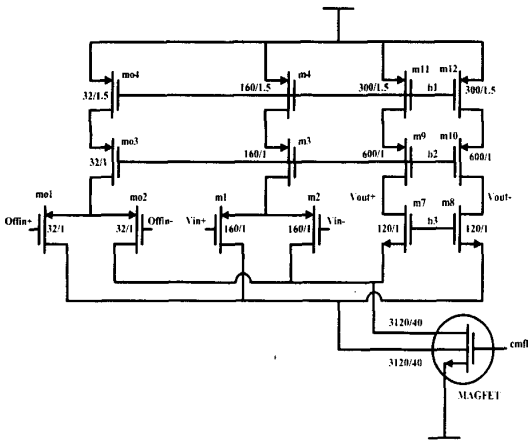 mo4
32/1.5
m4
160/1.5
m11
300/1.5
b1
m12
300/1.5
mo3
32/1
m3
160/1
m9
600/1
b2
m10
600/1
mo1
Offin+
32/1
mo2
Offin-
32/1
m1
Vin+
160/1
m2
Vin-
160/1
Vout+
m7
120/1
b3
m8
Vout-
120/1
3120/40
3120/40
cmfb
MAGFET